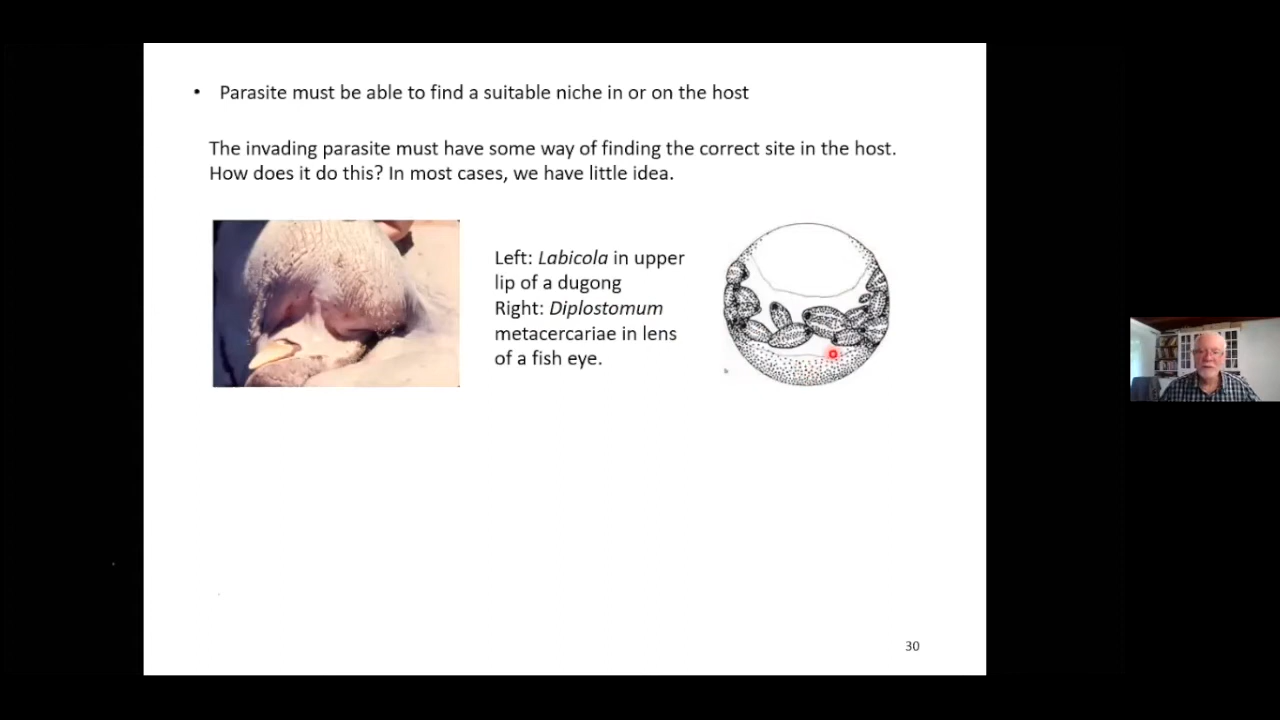 • Parasite must be able to find a suitable niche in or on the host
The invading parasite must have some way of finding the correct site in the host.
How does it do this? In most cases, we have little idea.
Left: Labicola in upper
lip of a dugong
Right: Diplostomum
metacercariae in lens
of a fish eye.
30